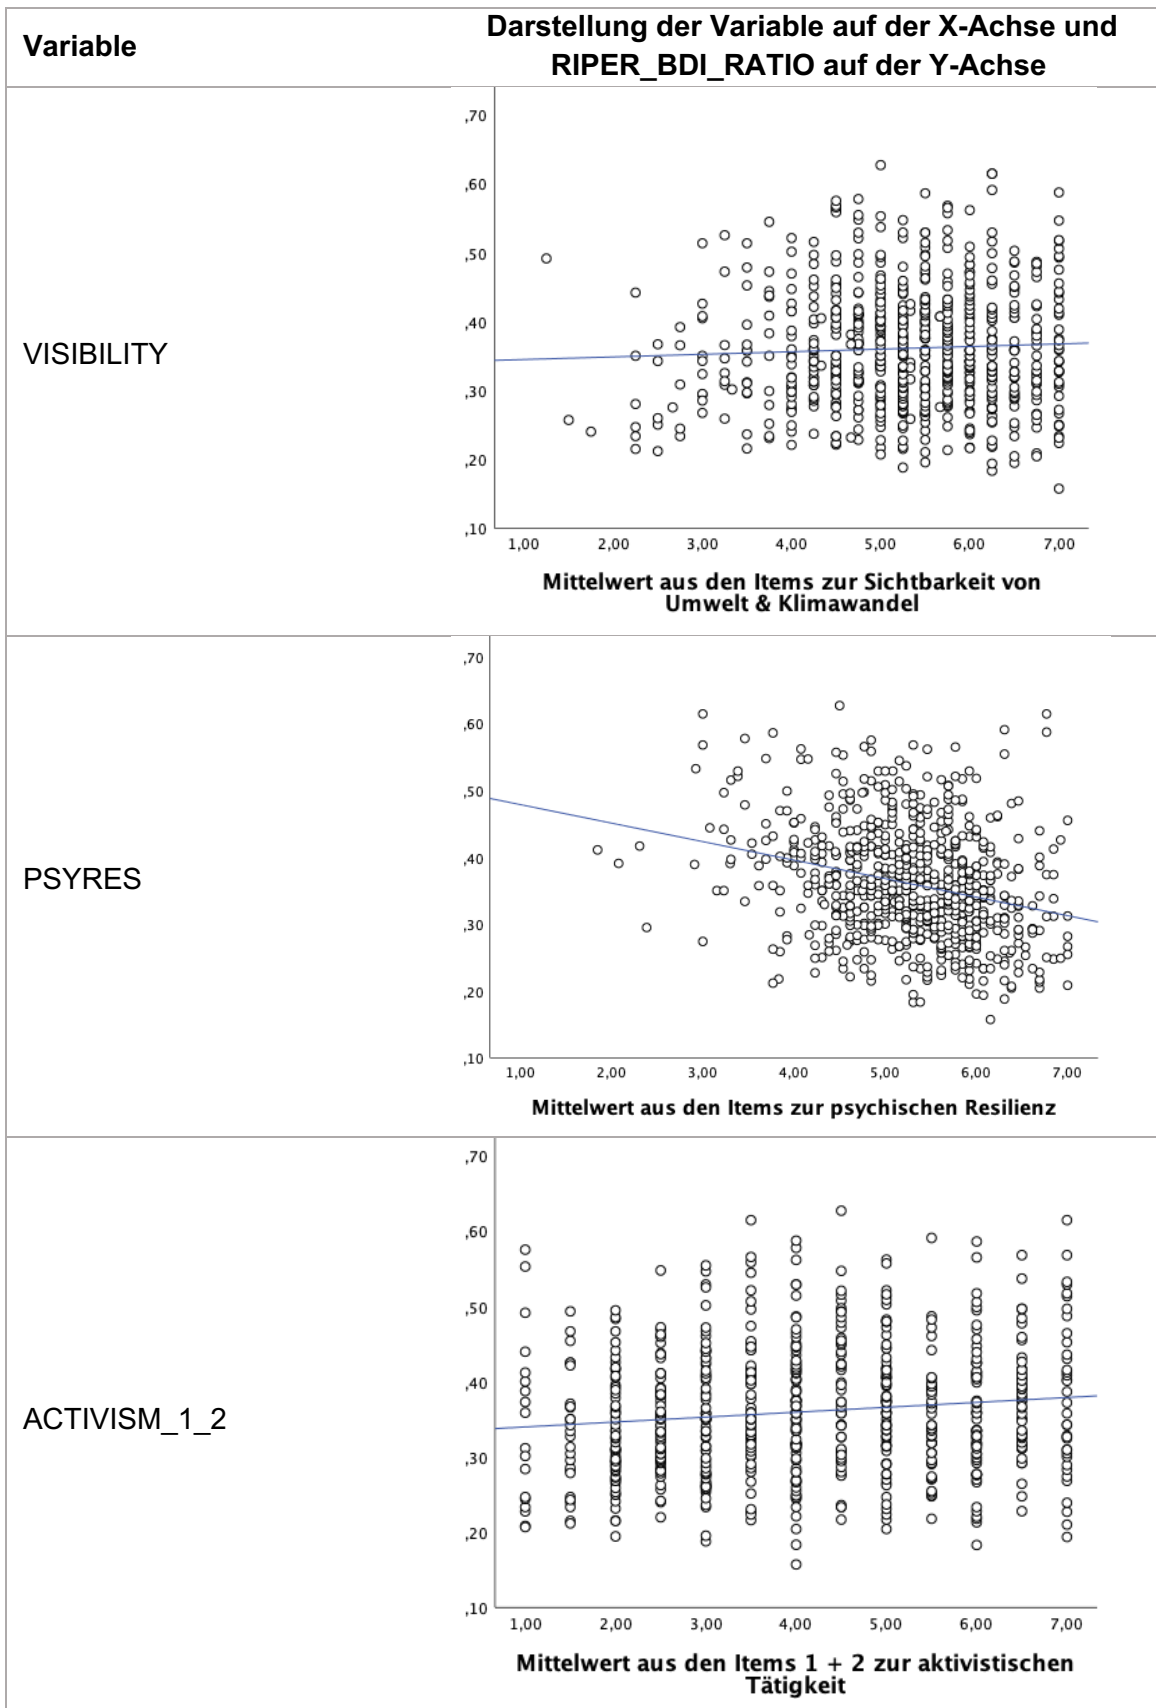 Variable
Darstellung der Variable auf der X-Achse und
RIPER_BDI_RATIO auf der Y-Achse
VISIBILITY
,70
,60
,50
,40
,30
,20
,10
1,00 2,00 3,00 4,00 5,00 6,00 7,00
Mittelwert aus den Items zur Sichtbarkeit von
Umwelt & Klimawandel
PSYRES
,70
,60
,50
,40
,30
,20
,10
1,00 2,00 3,00 4,00 5,00 6,00 7,00
Mittelwert aus den Items zur psychischen Resilienz
ACTIVISM_1_2
,70
,60
,50
,40
,30
,20
,10
1,00 2,00 3,00 4,00 5,00 6,00 7,00
Mittelwert aus den Items 1 + 2 zur aktivistischen
Tätigkeit